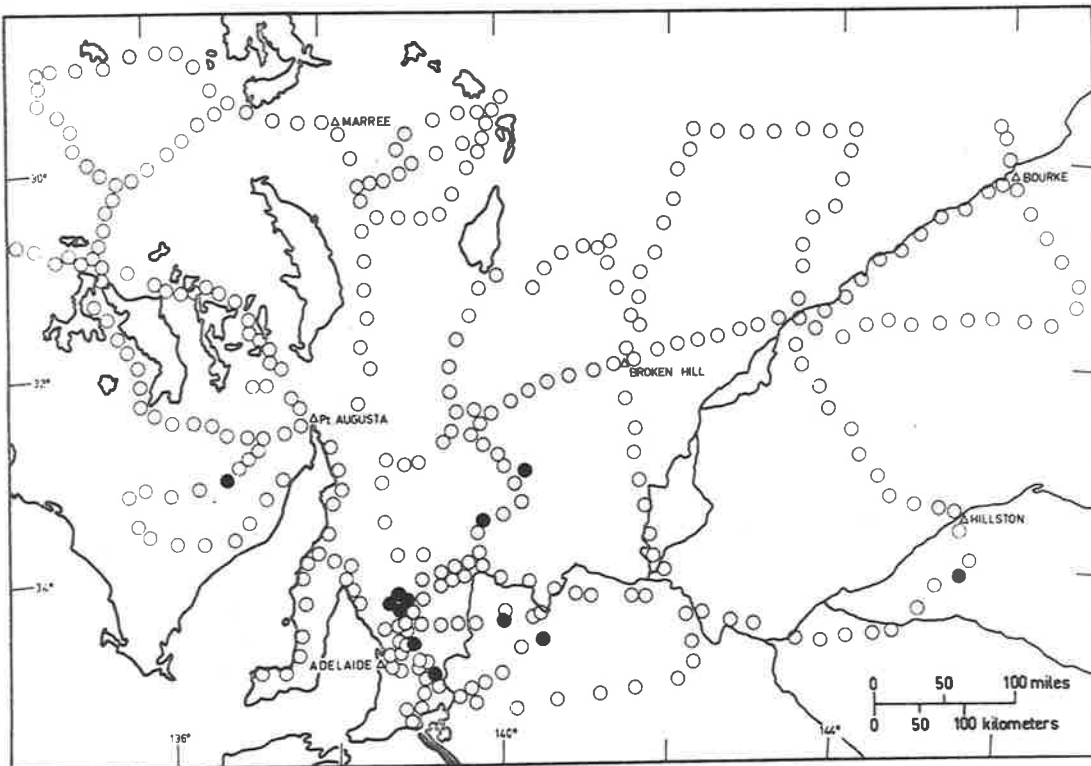 MARREE
30°
BOURKE
32°
BROKEN HILL
Pt. AUGUSTA
HILLSTON
34°
ADELAIDE
0 50 100 miles
0 50 100 kilometers
136°
140°
144°